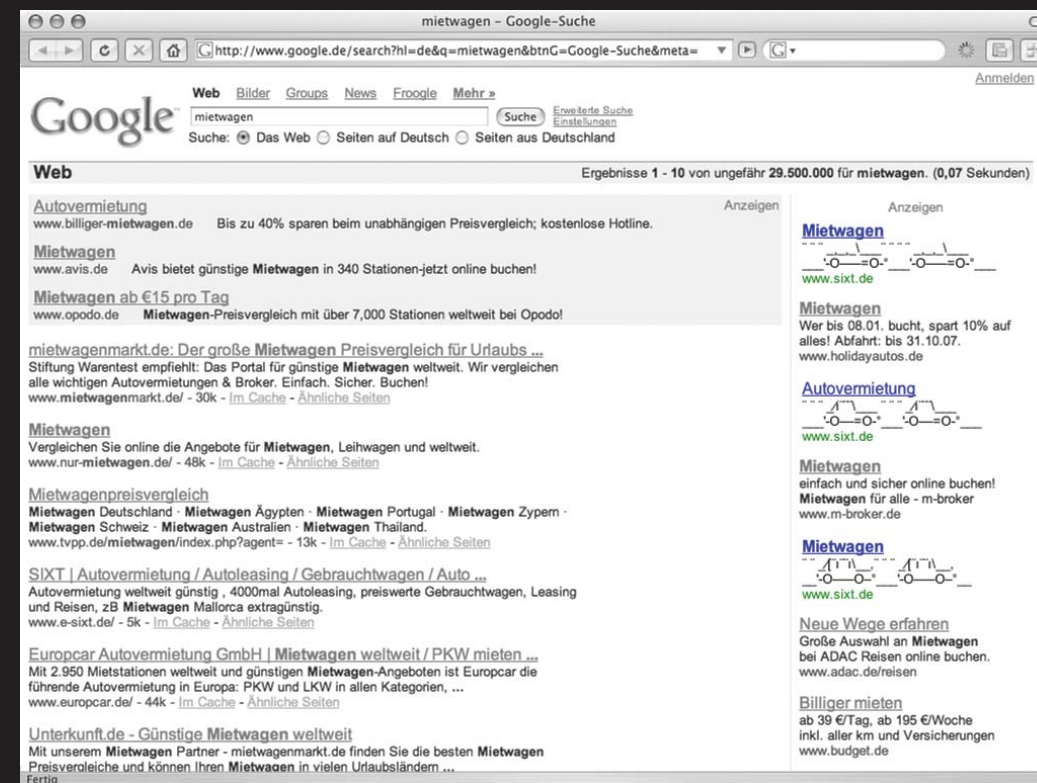 mietwagen – Google-Suche
http://www.google.de/search?hl=de&q=mietwagen&btnG=Google-Suche&meta=
Anmelden
Google™
Web Bilder Groups News Froogle Mehr »
mietwagen Suche Erweiterte Suche
Einstellungen
Suche: Das Web Seiten auf Deutsch Seiten aus Deutschland
Web Ergebnisse 1 - 10 von ungefähr 29.500.000 für mietwagen. (0,07 Sekunden)
Anzeigen
Autovermietung
www.billiger-mietwagen.de Bis zu 40% sparen beim unabhängigen Preisvergleich; kostenlose Hotline.
Mietwagen
www.avis.de Avis bietet günstige Mietwagen in 340 Stationen-jetzt online buchen!
Mietwagen ab €15 pro Tag
www.opodo.de Mietwagen-Preisvergleich mit über 7,000 Stationen weltweit bei Opodo!
mietwagenmarkt.de: Der große Mietwagen Preisvergleich für Urlaubs ...
Stiftung Warentest empfiehlt: Das Portal für günstige Mietwagen weltweit. Wir vergleichen
alle wichtigen Autovermietungen & Broker. Einfach. Sicher. Buchen!
www.mietwagenmarkt.de/ - 30k - Im Cache - Ähnliche Seiten
Mietwagen
Vergleichen Sie online die Angebote für Mietwagen, Leihwagen und weltweit.
www.nur-mietwagen.de/ - 48k - Im Cache - Ähnliche Seiten
Mietwagenpreisvergleich
Mietwagen Deutschland · Mietwagen Ägypten · Mietwagen Portugal · Mietwagen Zypern ·
Mietwagen Schweiz · Mietwagen Australien · Mietwagen Thailand.
www.tvpp.de/mietwagen/index.php?agent= - 13k - Im Cache - Ähnliche Seiten
SIXT | Autovermietung / Autoleasing / Gebrauchtwagen / Auto ...
Autovermietung weltweit günstig , 4000mal Autoleasing, preiswerte Gebrauchtwagen, Leasing
und Reisen, zB Mietwagen Mallorca extragünstig.
www.e-sixt.de/ - 5k - Im Cache - Ähnliche Seiten
Europcar Autovermietung GmbH | Mietwagen weltweit / PKW mieten ...
Mit 2.950 Mietstationen weltweit und günstigen Mietwagen-Angeboten ist Europcar die
führende Autovermietung in Europa: PKW und LKW in allen Kategorien, ...
www.europcar.de/ - 44k - Im Cache - Ähnliche Seiten
Unterkunft.de - Günstige Mietwagen weltweit
Mit unserem Mietwagen Partner - mietwagenmarkt.de finden Sie die besten Mietwagen
Preisvergleiche und können Ihren Mietwagen in vielen Urlaubsländern ...
Anzeigen
Mietwagen
www.sixt.de
Mietwagen
Wer bis 08.01. bucht, spart 10% auf
alles! Abfahrt: bis 31.10.07.
www.holidayautos.de
Autovermietung
www.sixt.de
Mietwagen
einfach und sicher online buchen!
Mietwagen für alle - m-broker
www.m-broker.de
Mietwagen
www.sixt.de
Neue Wege erfahren
Große Auswahl an Mietwagen
bei ADAC Reisen online buchen.
www.adac.de/reisen
Billiger mieten
ab 39 €/Tag, ab 195 €/Woche
inkl. aller km und Versicherungen
www.budget.de
Fertig